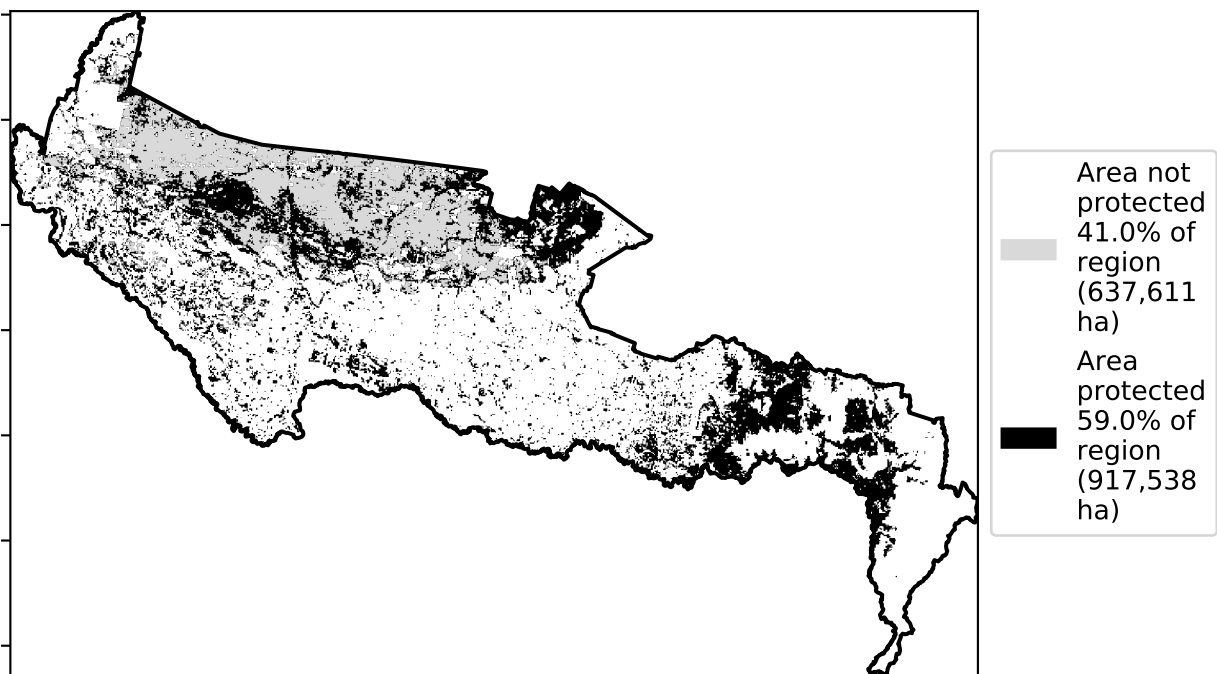 Area not
protected
41.0% of
region
(637,611
ha)
Area
protected
59.0% of
region
(917,538
ha)